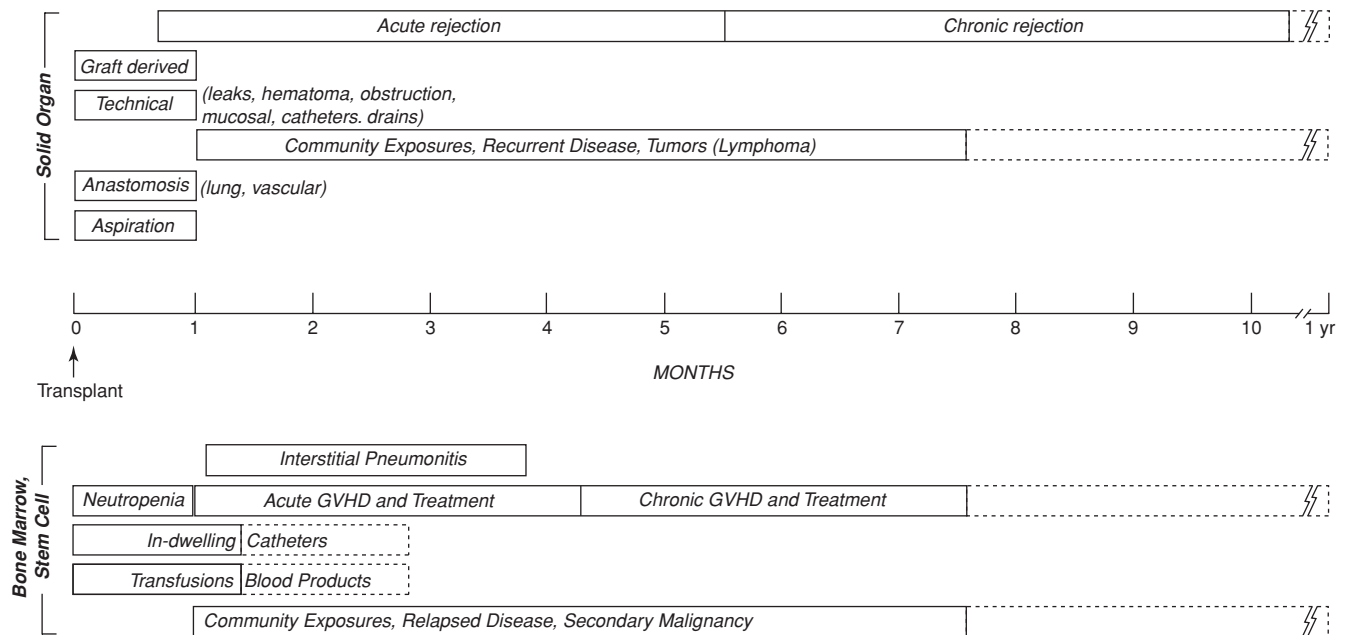 Solid Organ
Acute rejection
Chronic rejection
Graft derived
Technical
(leaks, hematoma, obstruction,
mucosal, catheters. drains)
Community Exposures, Recurrent Disease, Tumors (Lymphoma)
Anastomosis
(lung, vascular)
Aspiration
0 1 2 3 4 5 6 7 8 9 10 1 yr
MONTHS
Transplant
Bone Marrow,
Stem Cell
Interstitial Pneumonitis
Neutropenia
Acute GVHD and Treatment
Chronic GVHD and Treatment
In-dwelling Catheters
Transfusions Blood Products
Community Exposures, Relapsed Disease, Secondary Malignancy